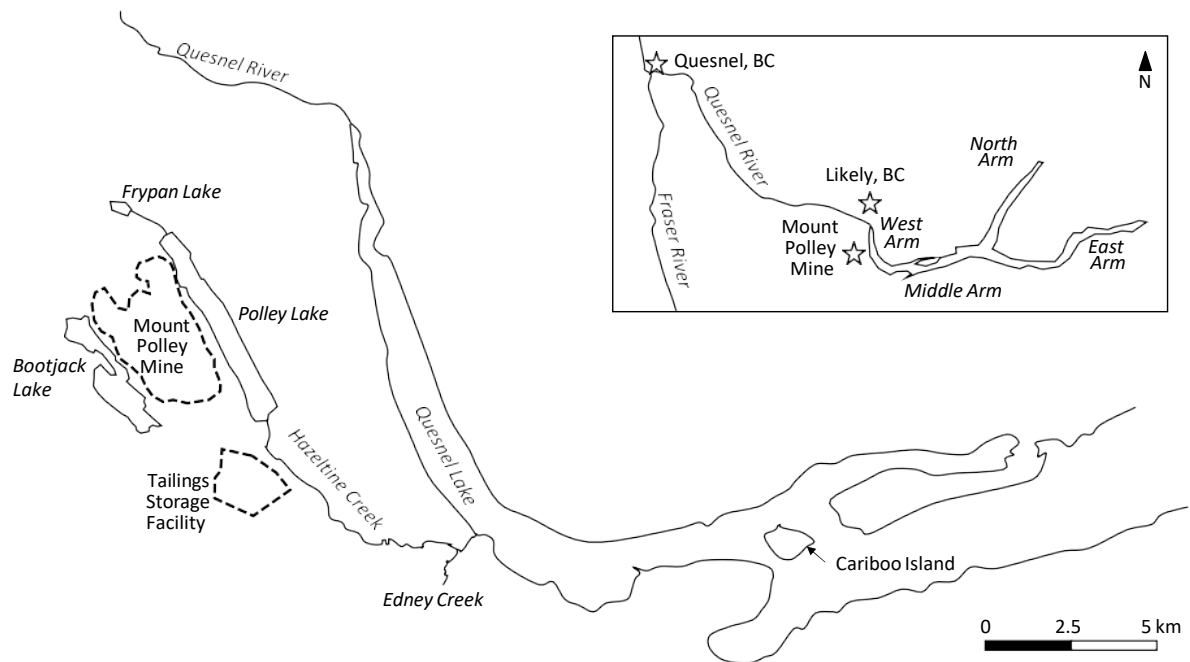 Quesnel River
Frypan Lake
Polley Lake
Mount
Polley
Mine
Bootjack
Lake
Tailings
Storage
Facility
Hazeltine Creek
Quesnel Lake
Edney Creek
Cariboo Island
0 2.5 5 km
Quesnel, BC
N
Quesnel River
Fraser River
North
Arm
Likely, BC
West
Arm
Mount
Polley
Mine
East
Arm
Middle Arm